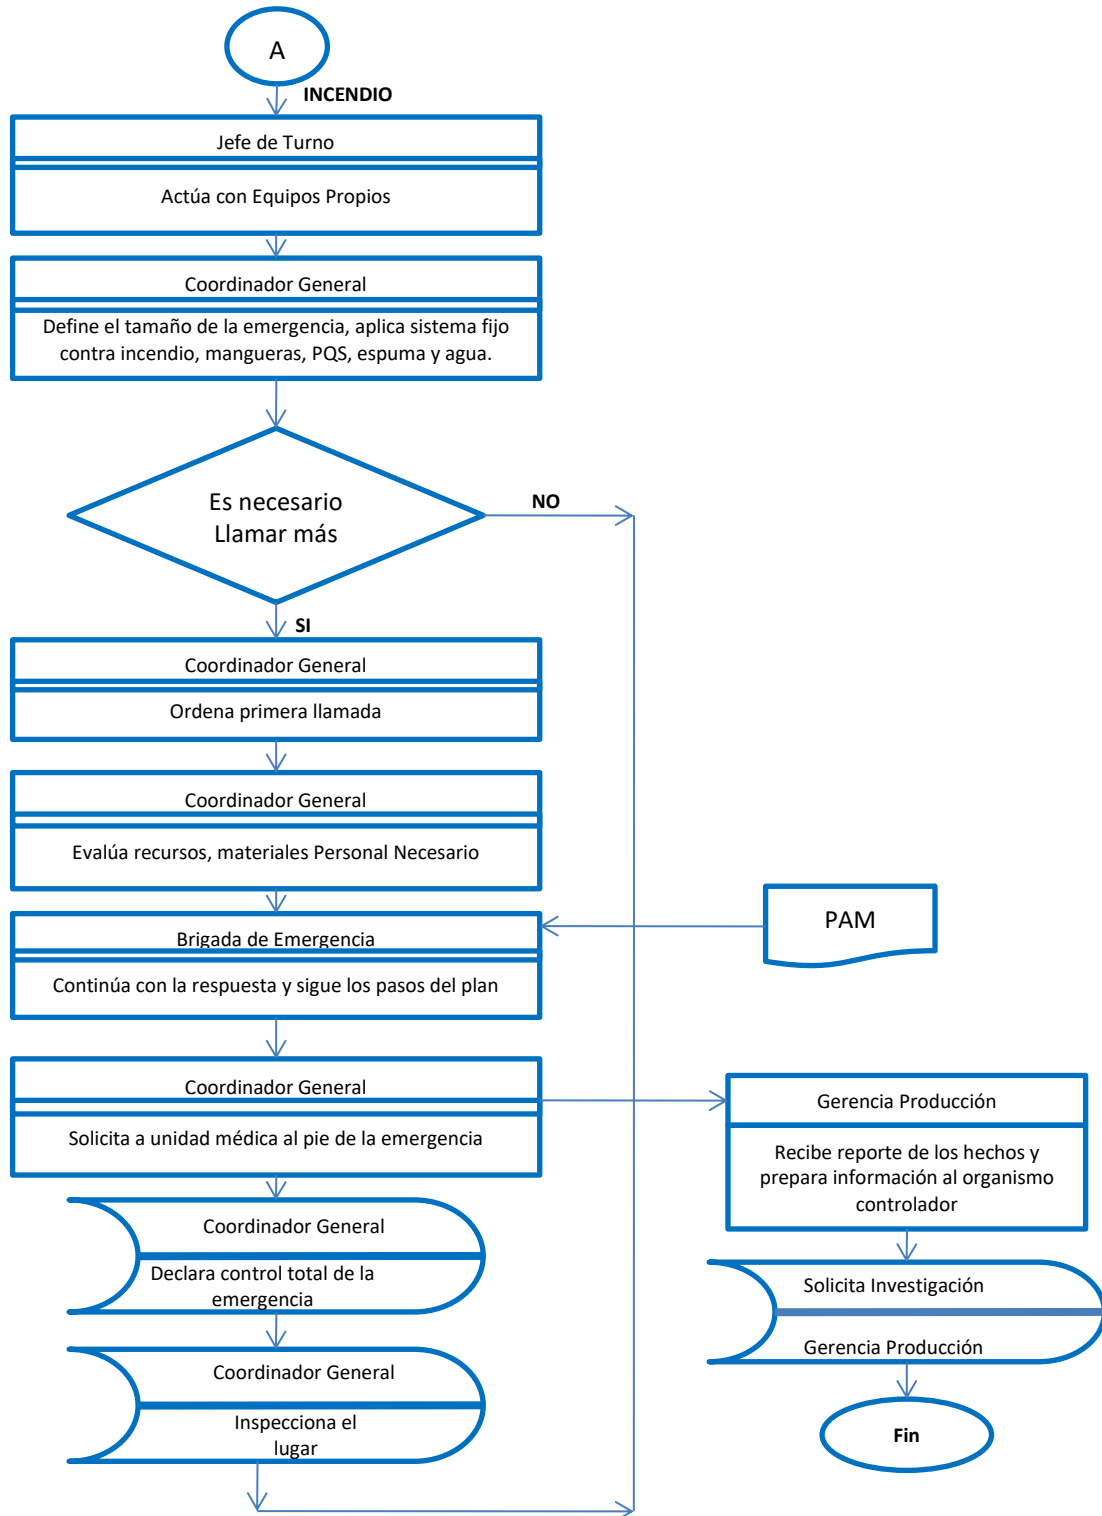 A
INCENDIO
Jefe de Turno
Actúa con Equipos Propios
Coordinador General
Define el tamaño de la emergencia, aplica sistema fijo
contra incendio, mangueras, PQS, espuma y agua.
Es necesario
Llamar más
NO
SI
Coordinador General
Ordena primera llamada
Coordinador General
Evalúa recursos, materiales Personal Necesario
Brigada de Emergencia
Continúa con la respuesta y sigue los pasos del plan
PAM
Coordinador General
Solicita a unidad médica al pie de la emergencia
Gerencia Producción
Recibe reporte de los hechos y
prepara información al organismo
controlador
Coordinador General
Declara control total de la
emergencia
Solicita Investigación
Gerencia Producción
Coordinador General
Inspecciona el
lugar
Fin